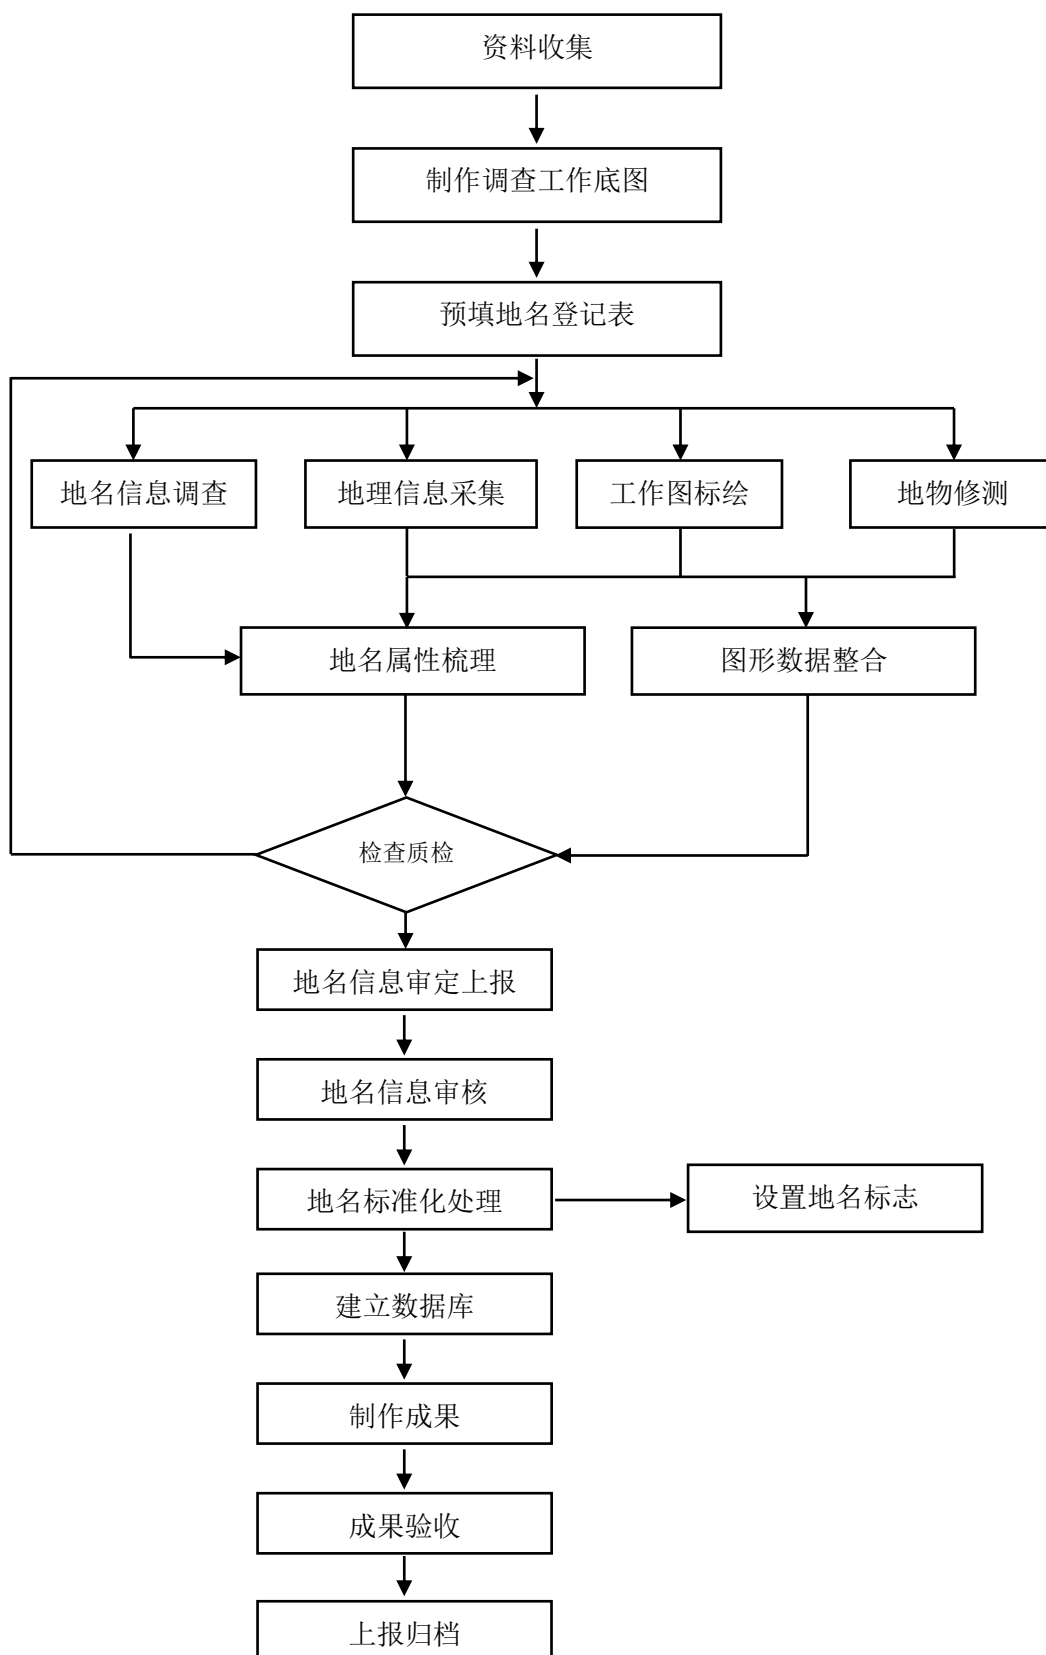 资料收集
制作调查工作底图
预填地名登记表
地名信息调查
地理信息采集
工作图标绘
地物修测
地名属性梳理
图形数据整合
检查质检
地名信息审定上报
地名信息审核
地名标准化处理
设置地名标志
建立数据库
制作成果
成果验收
上报归档